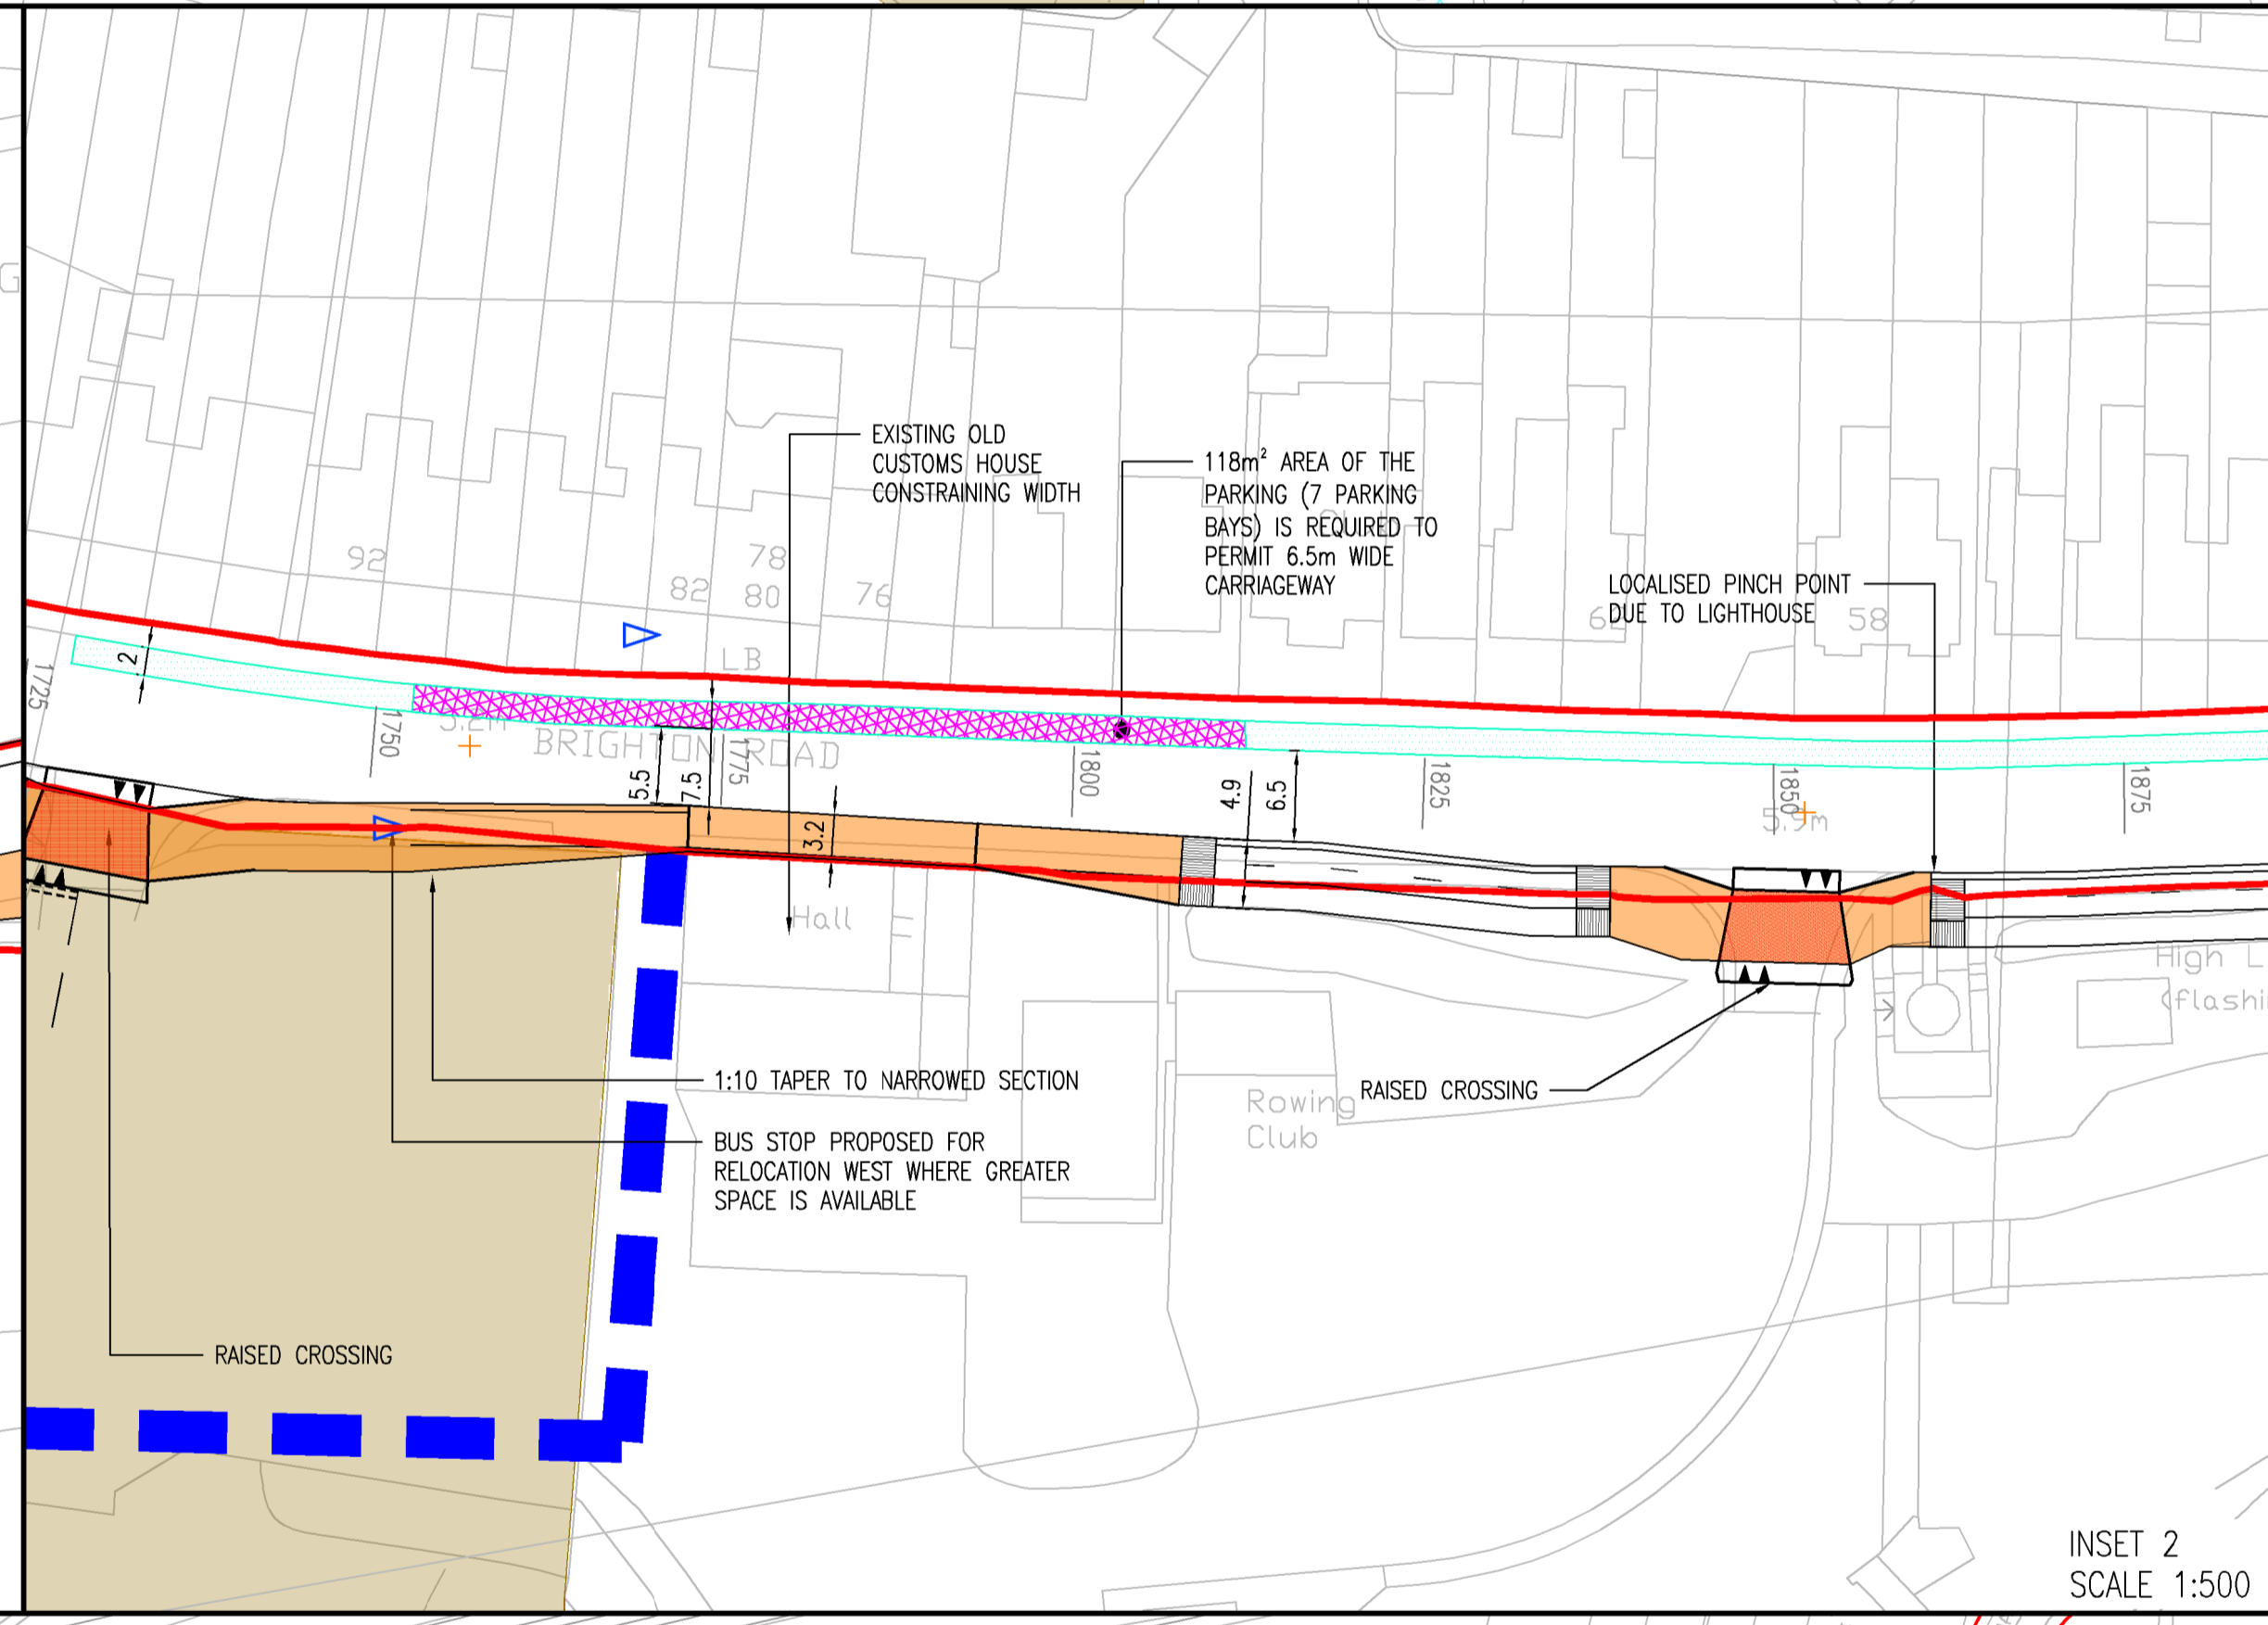 EXISTING OLD
CUSTOMS HOUSE
CONSTRAINING WIDTH
118m² AREA OF THE
PARKING (7 PARKING
BAYS) IS REQUIRED TO
PERMIT 6.5m WIDE
CARRIAGEWAY
LOCALISED PINCH POINT
DUE TO LIGHTHOUSE
92
78
82
80
76
58
LB
2
1725
1750
1775
1800
1825
1850
1875
BRIGHTON ROAD
5.5
7.5
3.2
4.9
6.5
5.9m
Hall
High L
(flashi
1:10 TAPER TO NARROWED SECTION
RAISED CROSSING
Rowing
Club
BUS STOP PROPOSED FOR
RELOCATION WEST WHERE GREATER
SPACE IS AVAILABLE
RAISED CROSSING
INSET 2
SCALE 1:500